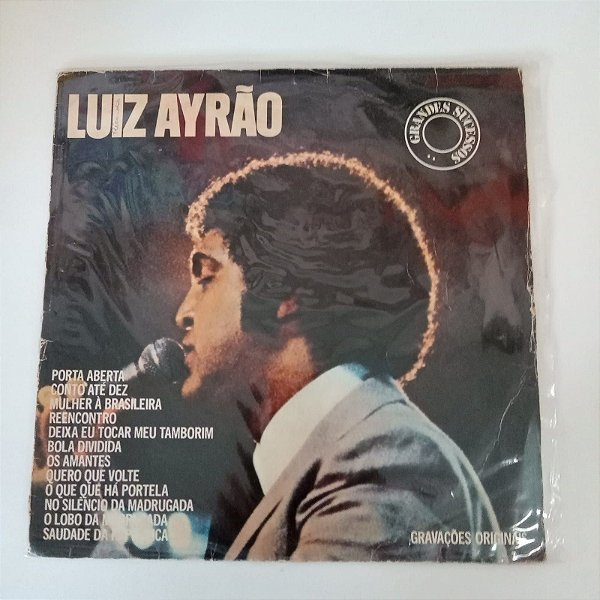 LUIZ AYRÃO
GRANDES SUCESSOS
PORTA ABERTA
CONTO ATÉ DEZ
MULHER À BRASILEIRA
REENCONTRO
DEIXA EU TOCAR MEU TAMBORIM
BOLA DIVIDIDA
OS AMANTES
QUERO QUE VOLTE
O QUE QUE HÁ PORTELA
NO SILÊNCIO DA MADRUGADA
O LOBO DA
SAUDADE DA
GRAVAÇÕES ORIGINAIS